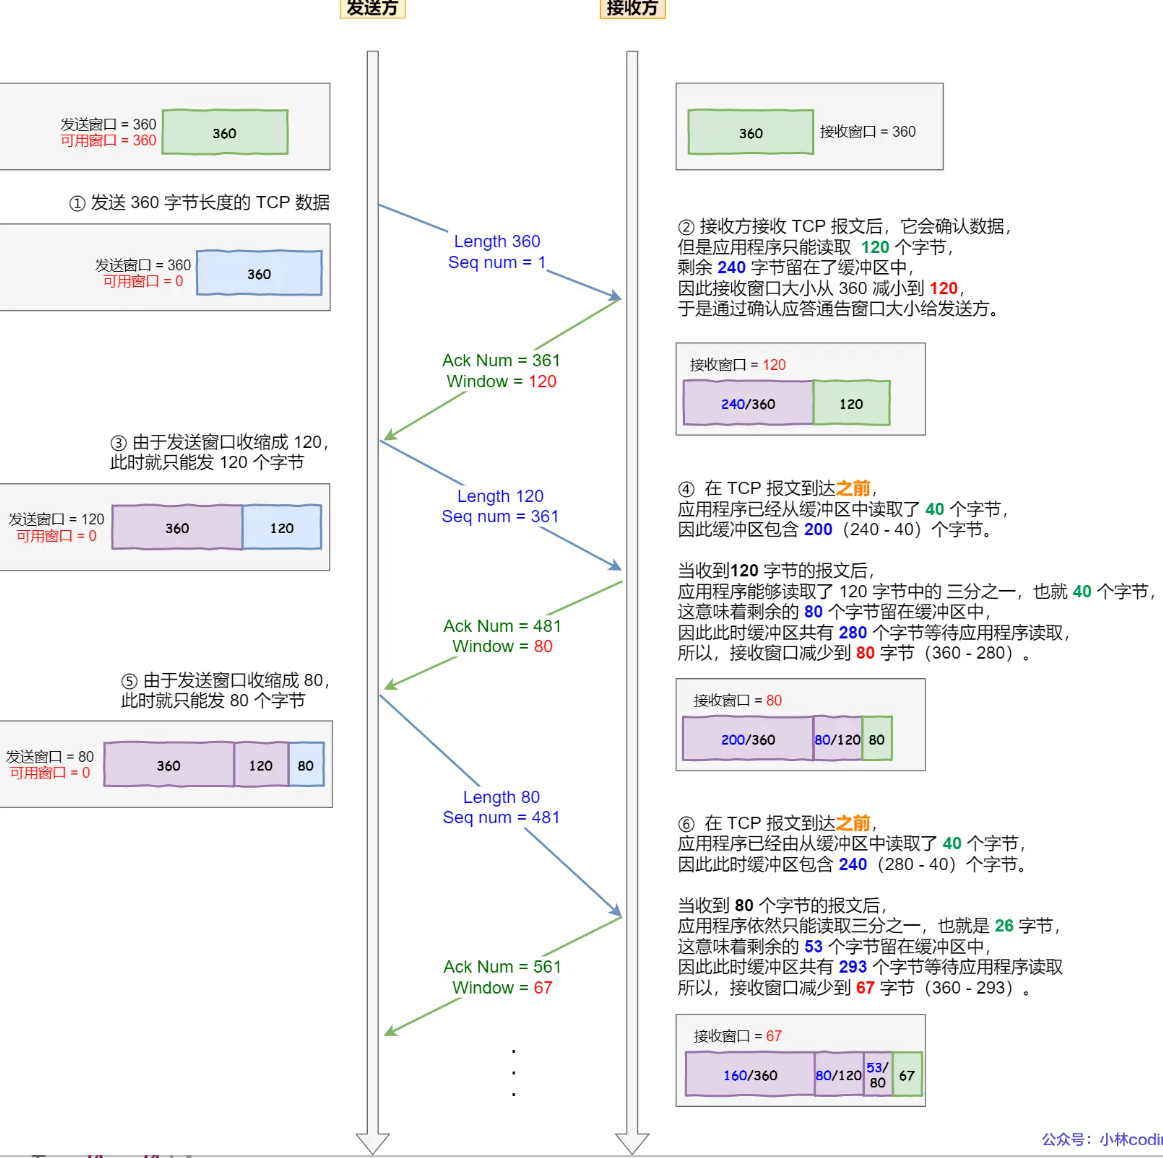 发送方
接收方
发送窗口 = 360
可用窗口 = 360
360
360
接收窗口 = 360
① 发送 360 字节长度的 TCP 数据
发送窗口 = 360
可用窗口 = 0
360
Length 360
Seq num = 1
② 接收方接收 TCP 报文后，它会确认数据，
但是应用程序只能读取 120 个字节，
剩余 240 字节留在了缓冲区中，
因此接收窗口大小从 360 减小到 120，
于是通过确认应答通告窗口大小给发送方。
Ack Num = 361
Window = 120
接收窗口 = 120
240/360
120
③ 由于发送窗口收缩成 120，
此时就只能发 120 个字节
发送窗口 = 120
可用窗口 = 0
360
120
Length 120
Seq num = 361
④ 在 TCP 报文到达之前，
应用程序已经从缓冲区中读取了 40 个字节，
因此缓冲区包含 200（240 - 40）个字节。
当收到120 字节的报文后，
应用程序能够读取了 120 字节中的 三分之一，也就 40 个字节，
这意味着剩余的 80 个字节留在缓冲区中，
因此此时缓冲区共有 280 个字节等待应用程序读取，
所以，接收窗口减少到 80 字节（360 - 280）。
Ack Num = 481
Window = 80
接收窗口 = 80
200/360
80/120
80
⑤ 由于发送窗口收缩成 80，
此时就只能发 80 个字节
发送窗口 = 80
可用窗口 = 0
360
120
80
Length 80
Seq num = 481
⑥ 在 TCP 报文到达之前，
应用程序已经由从缓冲区中读取了 40 个字节，
因此此时缓冲区包含 240（280 - 40）个字节。
当收到 80 个字节的报文后，
应用程序依然只能读取三分之一，也就是 26 字节，
这意味着剩余的 53 个字节留在缓冲区中，
因此此时缓冲区共有 293 个字节等待应用程序读取
所以，接收窗口减少到 67 字节（360 - 293）。
Ack Num = 561
Window = 67
接收窗口 = 67
160/360
80/120
53/
80
67
公众号：小林codin